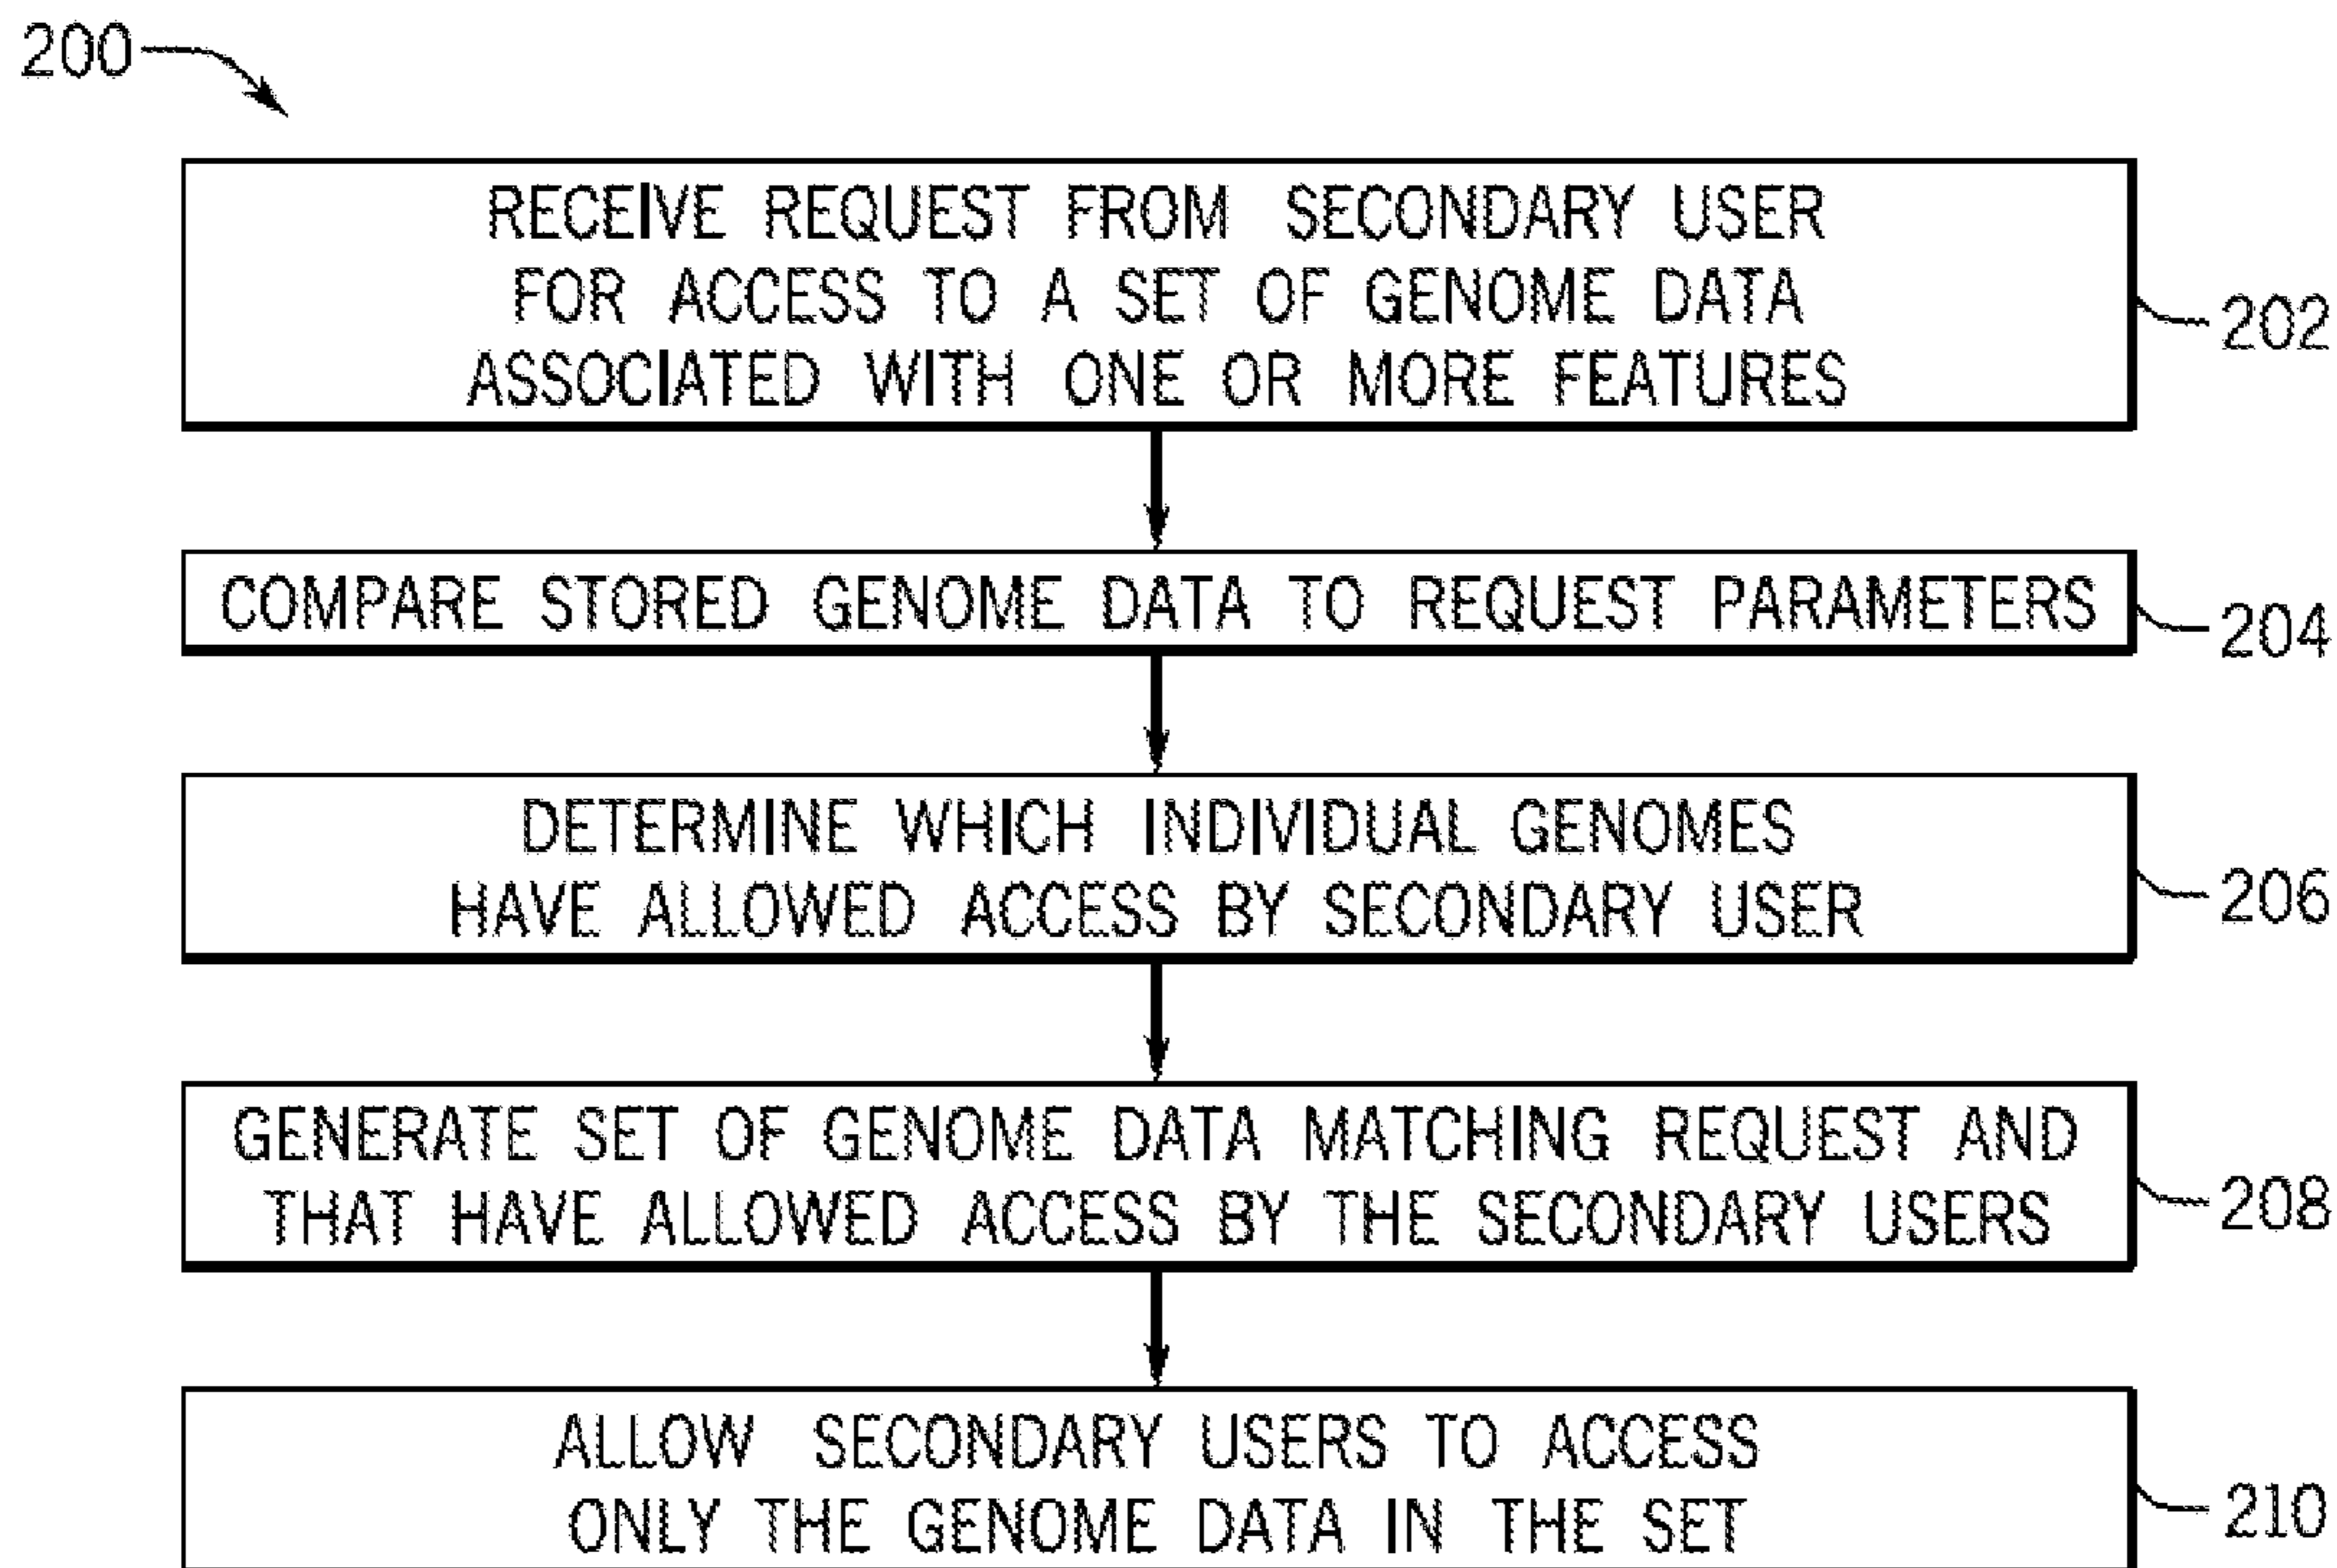 200
RECEIVE REQUEST FROM SECONDARY USER
FOR ACCESS TO A SET OF GENOME DATA
ASSOCIATED WITH ONE OR MORE FEATURES
202
COMPARE STORED GENOME DATA TO REQUEST PARAMETERS
204
DETERMINE WHICH INDIVIDUAL GENOMES
HAVE ALLOWED ACCESS BY SECONDARY USER
206
GENERATE SET OF GENOME DATA MATCHING REQUEST AND
THAT HAVE ALLOWED ACCESS BY THE SECONDARY USERS
208
ALLOW SECONDARY USERS TO ACCESS
ONLY THE GENOME DATA IN THE SET
210